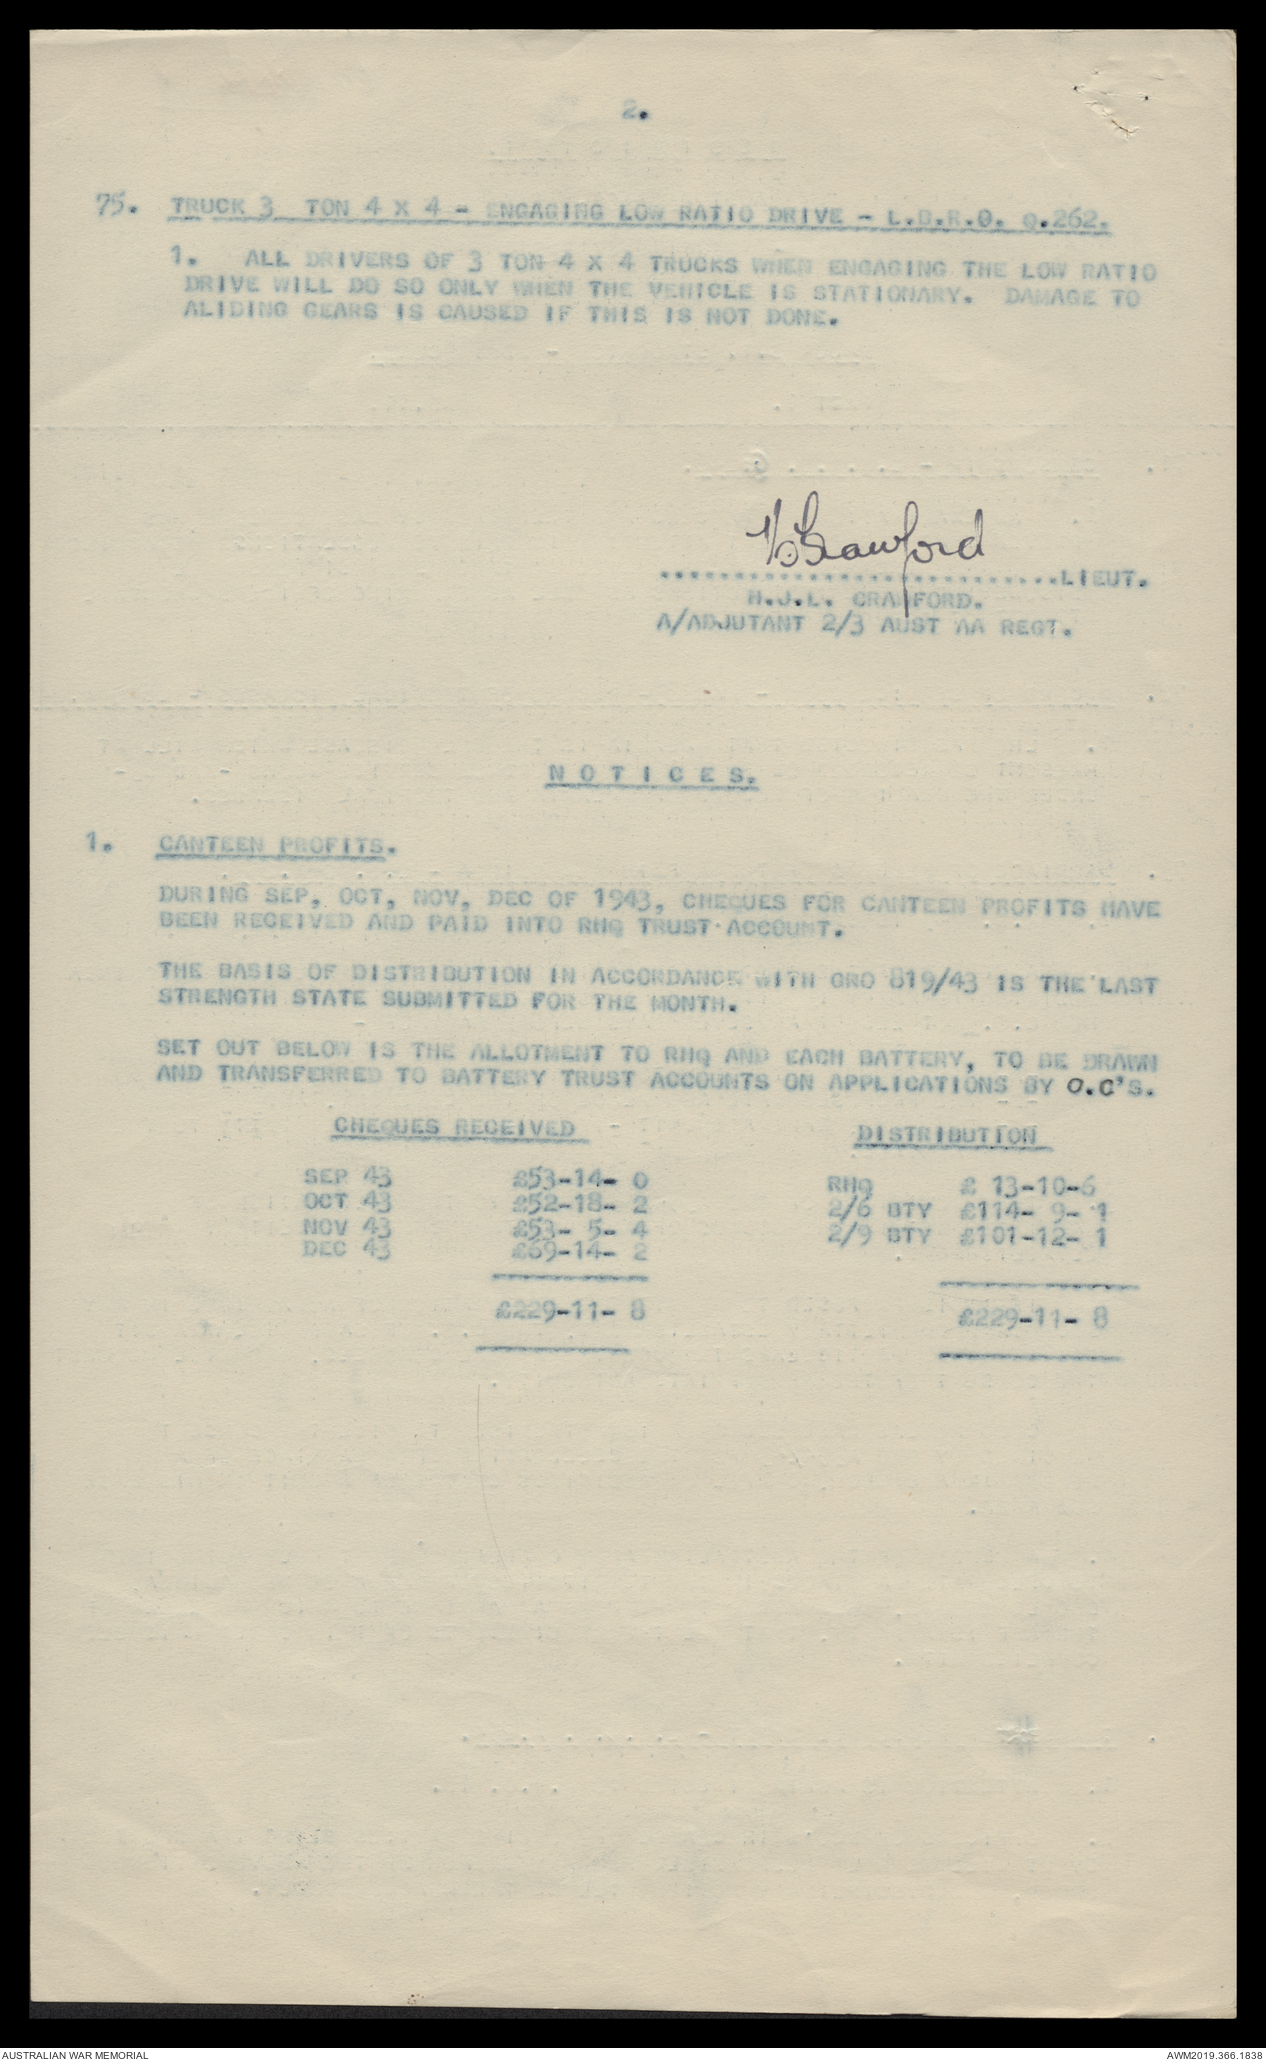 2.
75. TRUCK 3 TON 4 X 4 - ENGAGING LOW RATIO DRIVE - L.D.R.O. Q.262.
1. ALL DRIVERS OF 3 TON 4 X 4 TRUCKS WHEN ENGAGING THE LOW RATIO
DRIVE WILL DO SO ONLY WHEN THE VEHICLE IS STATIONARY. DAMAGE TO
ALIDING GEARS IS CAUSED IF THIS IS NOT DONE.
Crawford
..............................LIEUT.
H.J.L. CRAWFORD.
A/ADJUTANT 2/3 AUST AA REGT.
N O T I C E S.
1. CANTEEN PROFITS.
DURING SEP, OCT, NOV, DEC OF 1943, CHEQUES FOR CANTEEN PROFITS HAVE
BEEN RECEIVED AND PAID INTO RHQ TRUST ACCOUNT.
THE BASIS OF DISTRIBUTION IN ACCORDANCE WITH GRO 819/43 IS THE LAST
STRENGTH STATE SUBMITTED FOR THE MONTH.
SET OUT BELOW IS THE ALLOTMENT TO RHQ AND EACH BATTERY, TO BE DRAWN
AND TRANSFERRED TO BATTERY TRUST ACCOUNTS ON APPLICATIONS BY O.C's.
CHEQUES RECEIVED DISTRIBUTION
SEP 43 £53-14- 0 RHQ £ 13-10-6
OCT 43 £52-18- 2 2/6 BTY £114- 9- 1
NOV 43 £53- 5- 4 2/9 BTY £101-12- 1
DEC 43 £69-14- 2
£229-11- 8 £229-11- 8
AUSTRALIAN WAR MEMORIAL AWM2019.366.1838